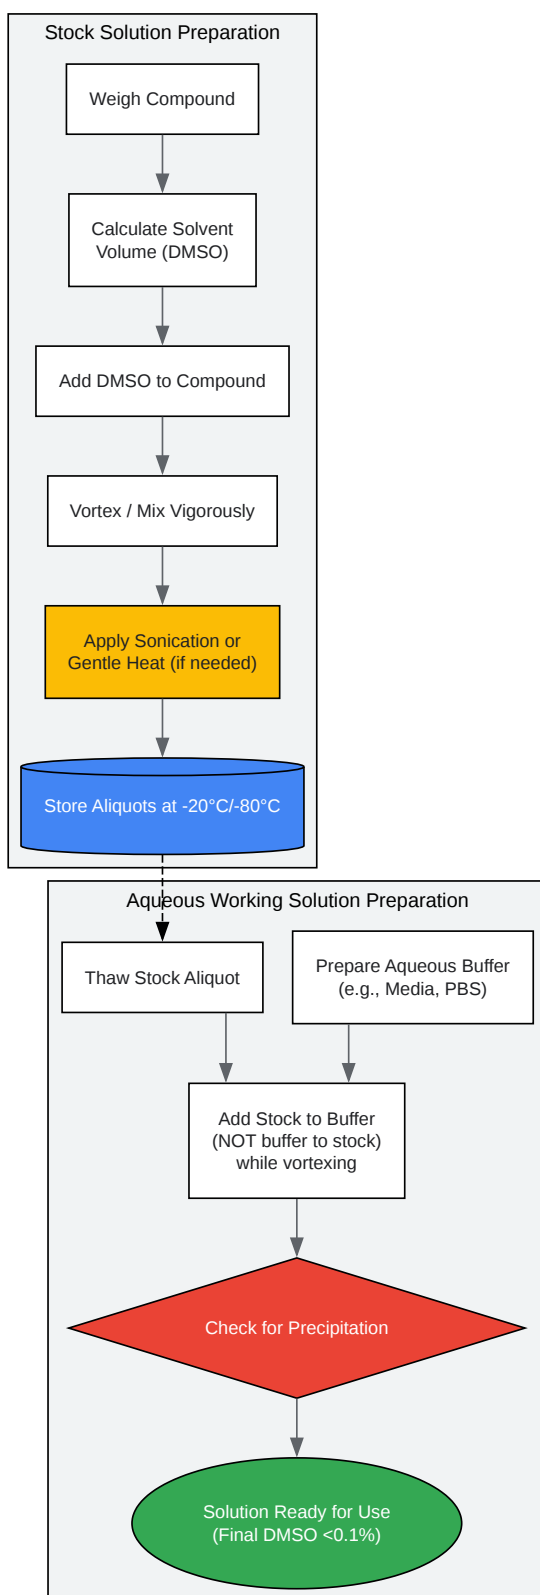 Stock Solution Preparation
Weigh Compound
Calculate Solvent
Volume (DMSO)
Add DMSO to Compound
Vortex / Mix Vigorously
Apply Sonication or
Gentle Heat (if needed)
Store Aliquots at -20°C/-80°C
Aqueous Working Solution Preparation
Thaw Stock Aliquot
Prepare Aqueous Buffer
(e.g., Media, PBS)
Add Stock to Buffer
(NOT buffer to stock)
while vortexing
Check for Precipitation
Solution Ready for Use
(Final DMSO <0.1%)